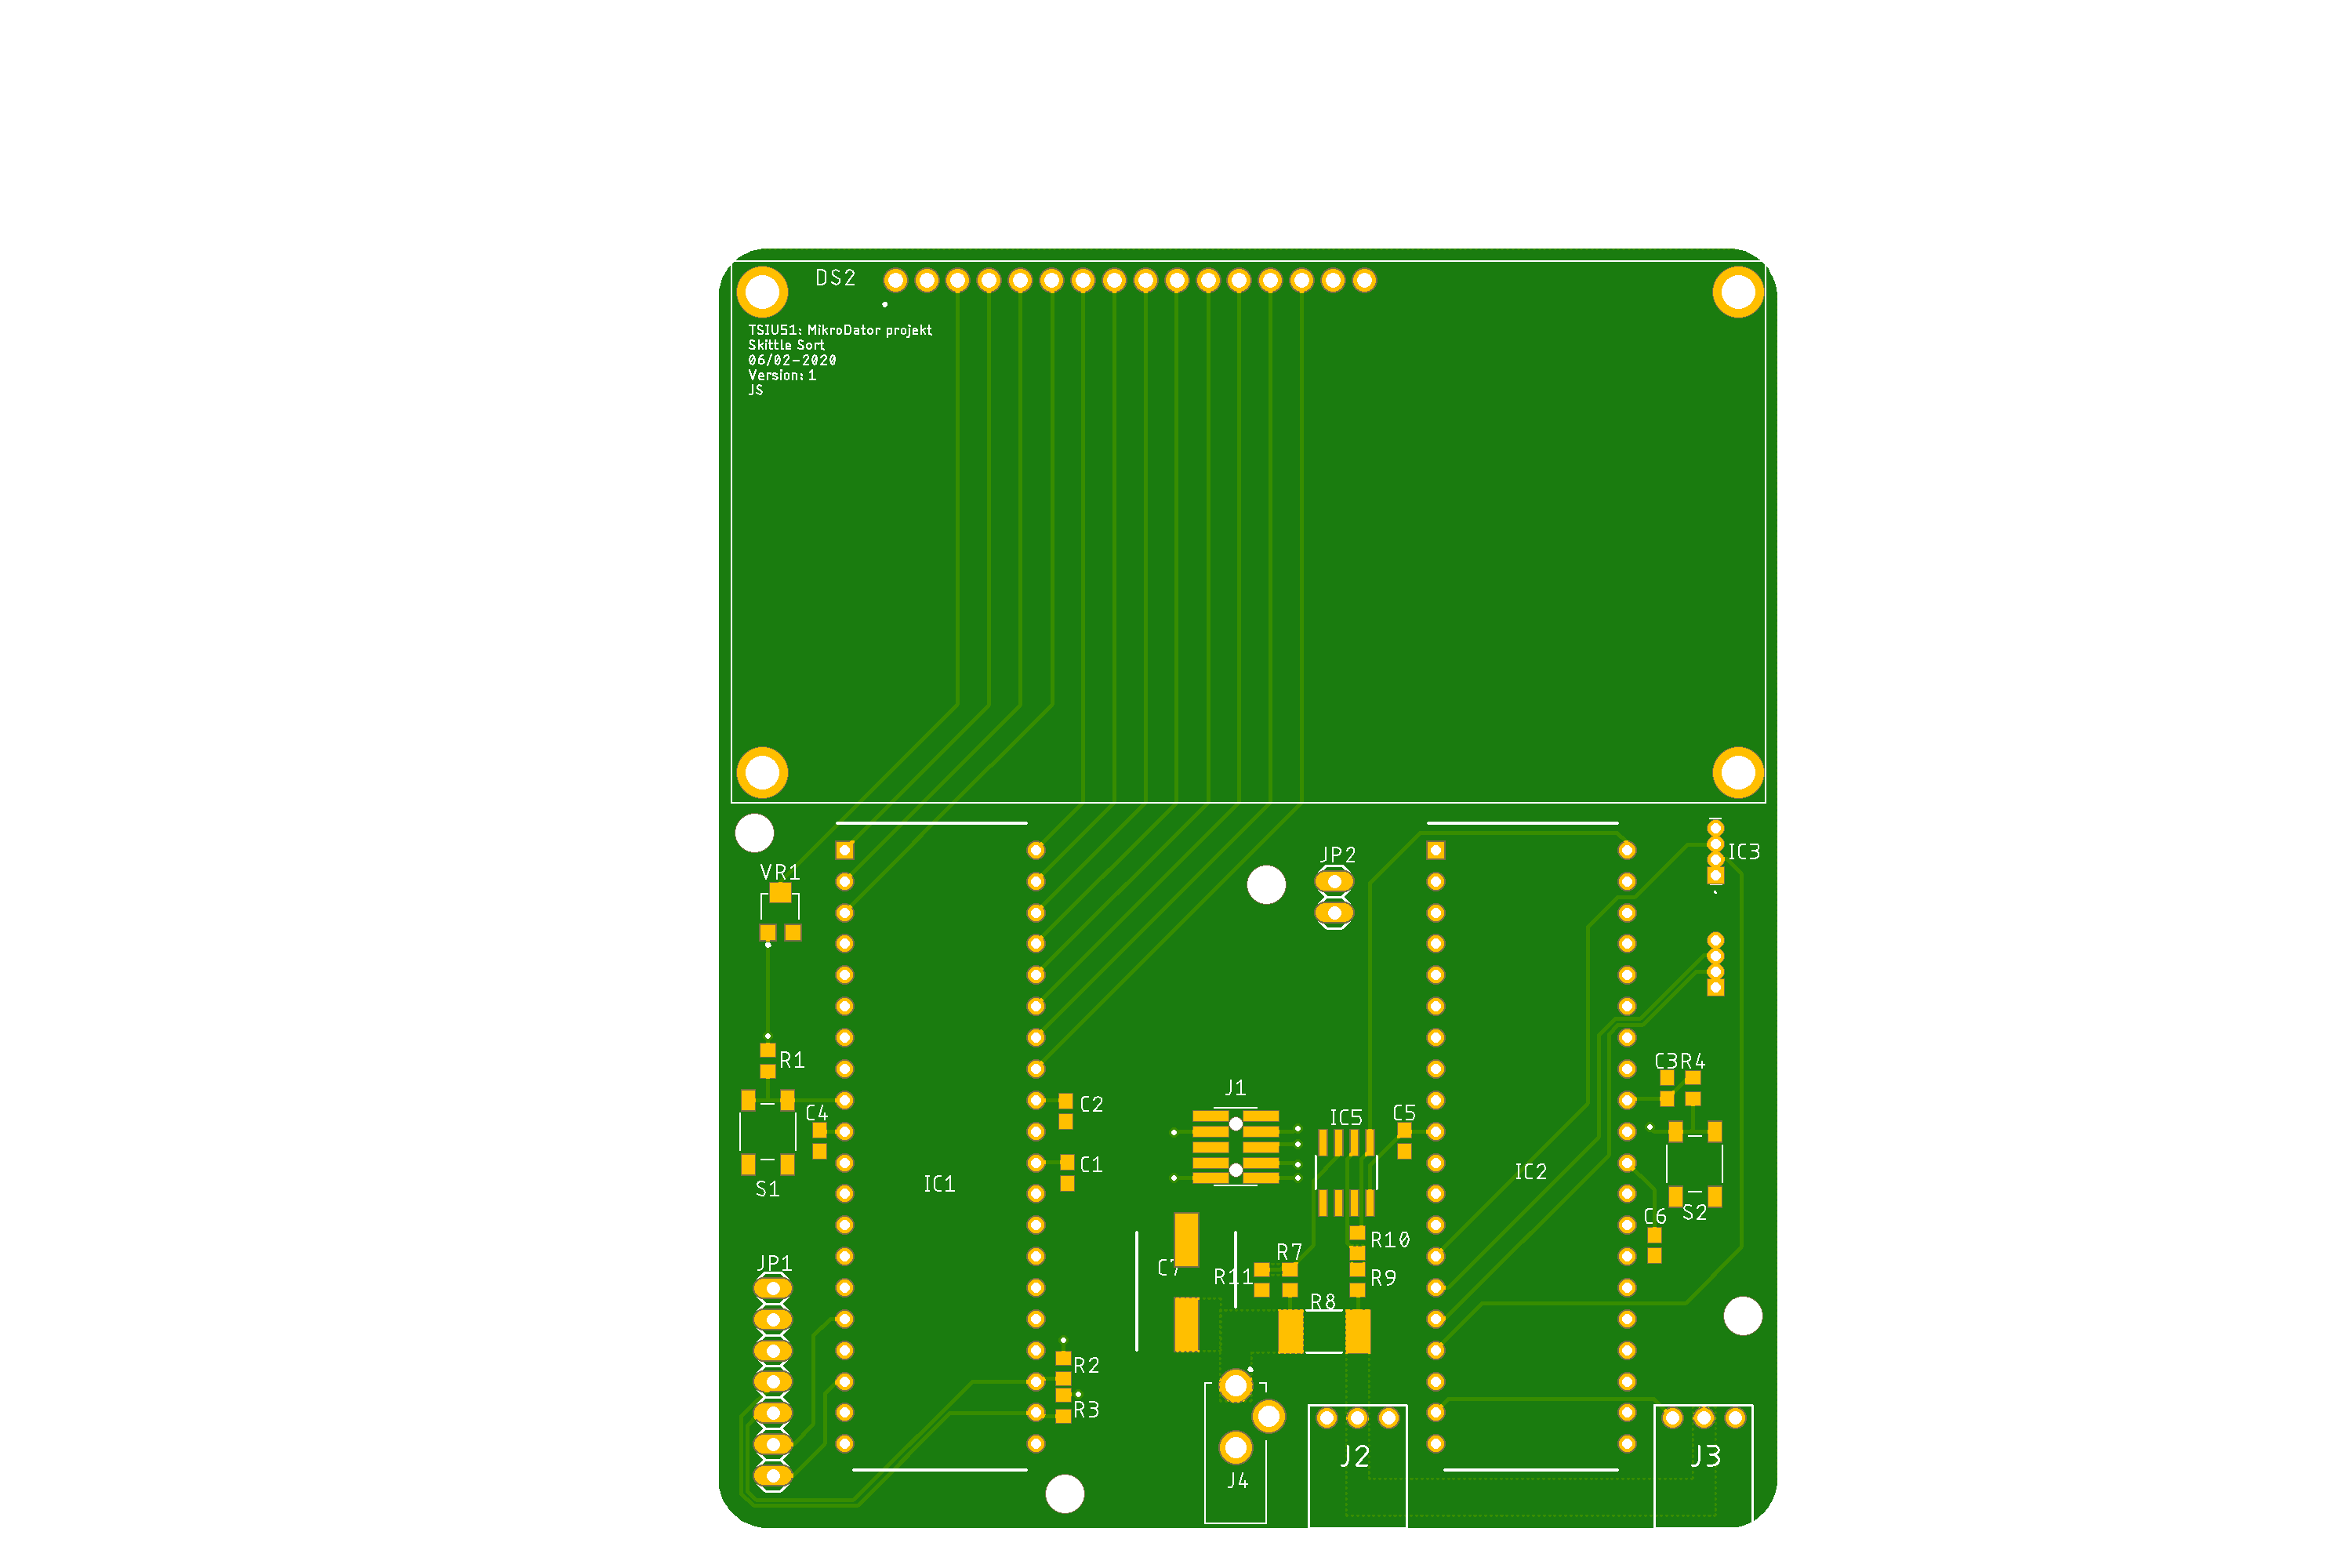 DS2
TSIU51: MikroDator projekt
Skittle Sort
06/02-2020
Version: 1
JS
JP2
IC3
VR1
R1
C3 R4
J1
C2
C4
IC5
C5
C1
IC2
IC1
S1
S2
C6
R10
R7
JP1
C7
R11
R9
R8
R2
R3
J2
J3
J4